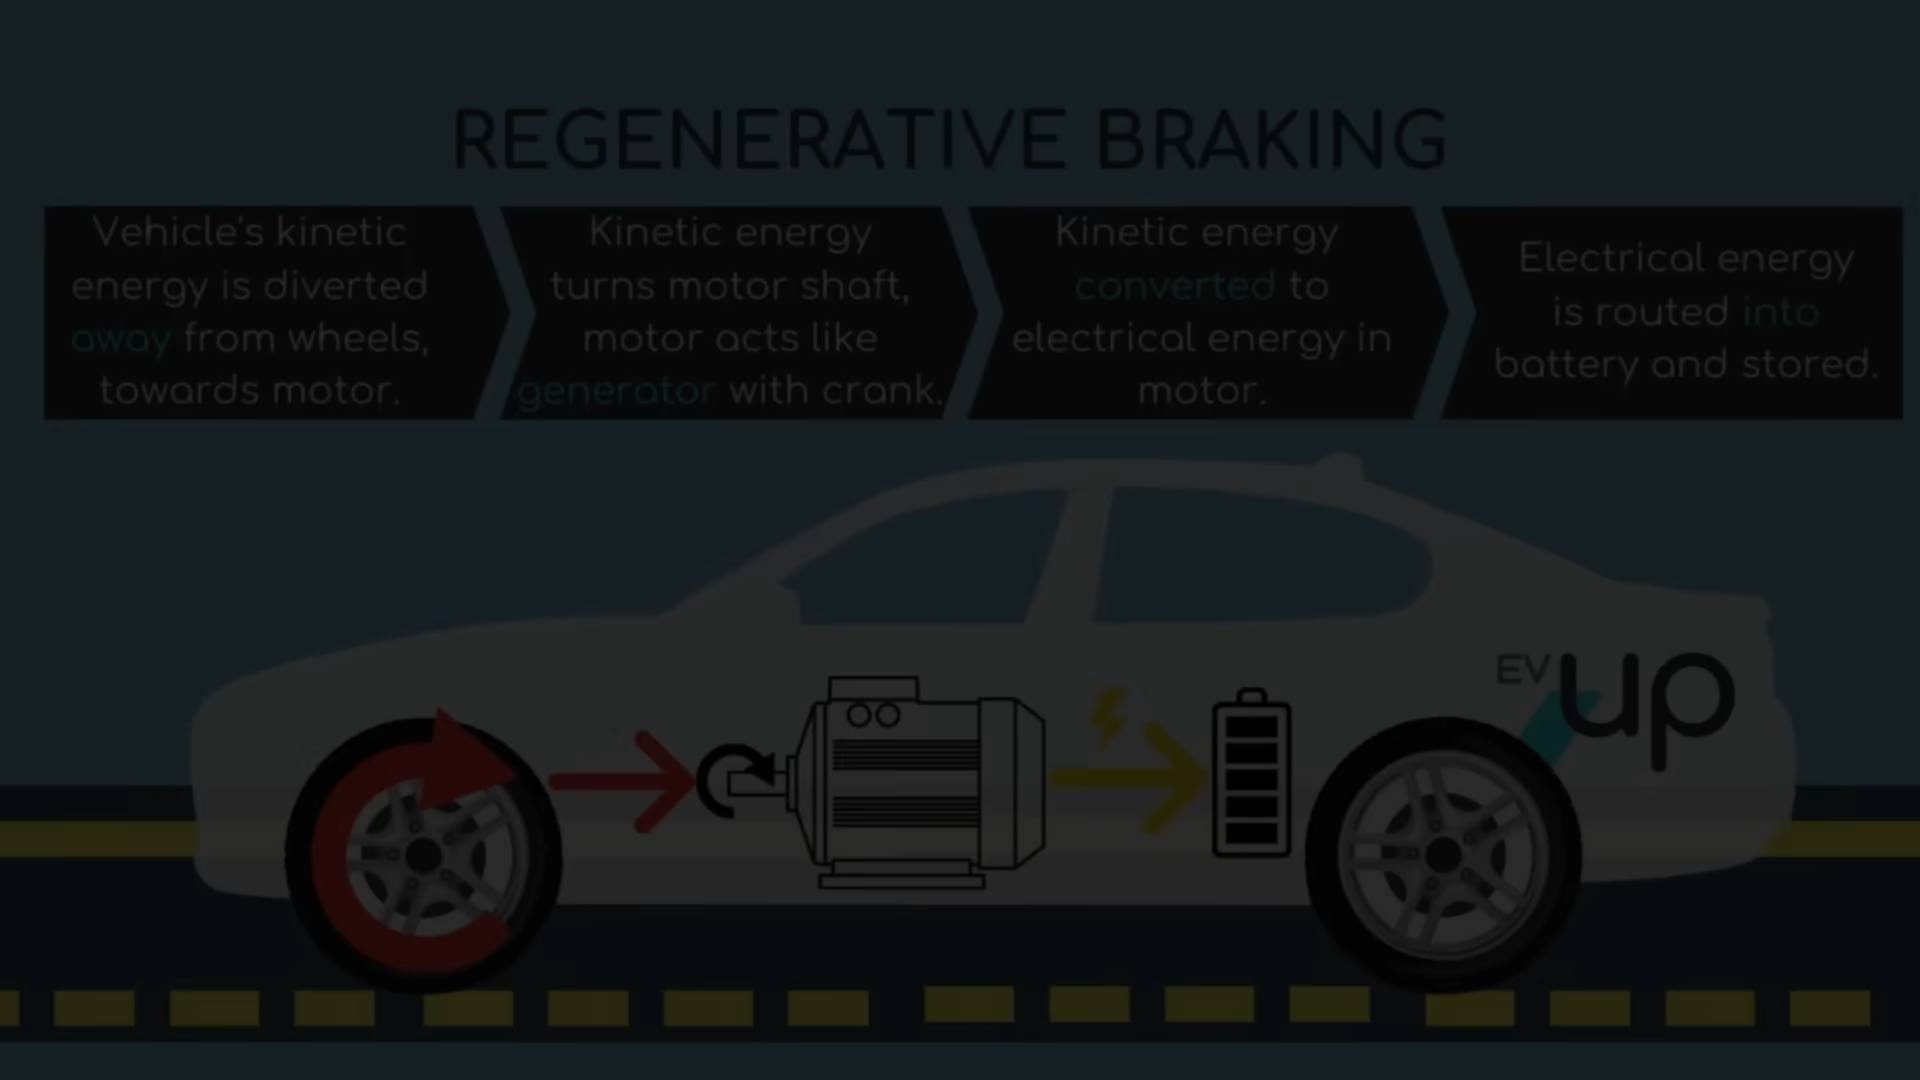 REGENERATIVE BRAKING
Vehicle's kinetic
energy is diverted
away from wheels,
towards motor.
Kinetic energy
turns motor shaft,
motor acts like
generator with crank.
Kinetic energy
converted to
electrical energy in
motor.
Electrical energy
is routed into
battery and stored.
EV up